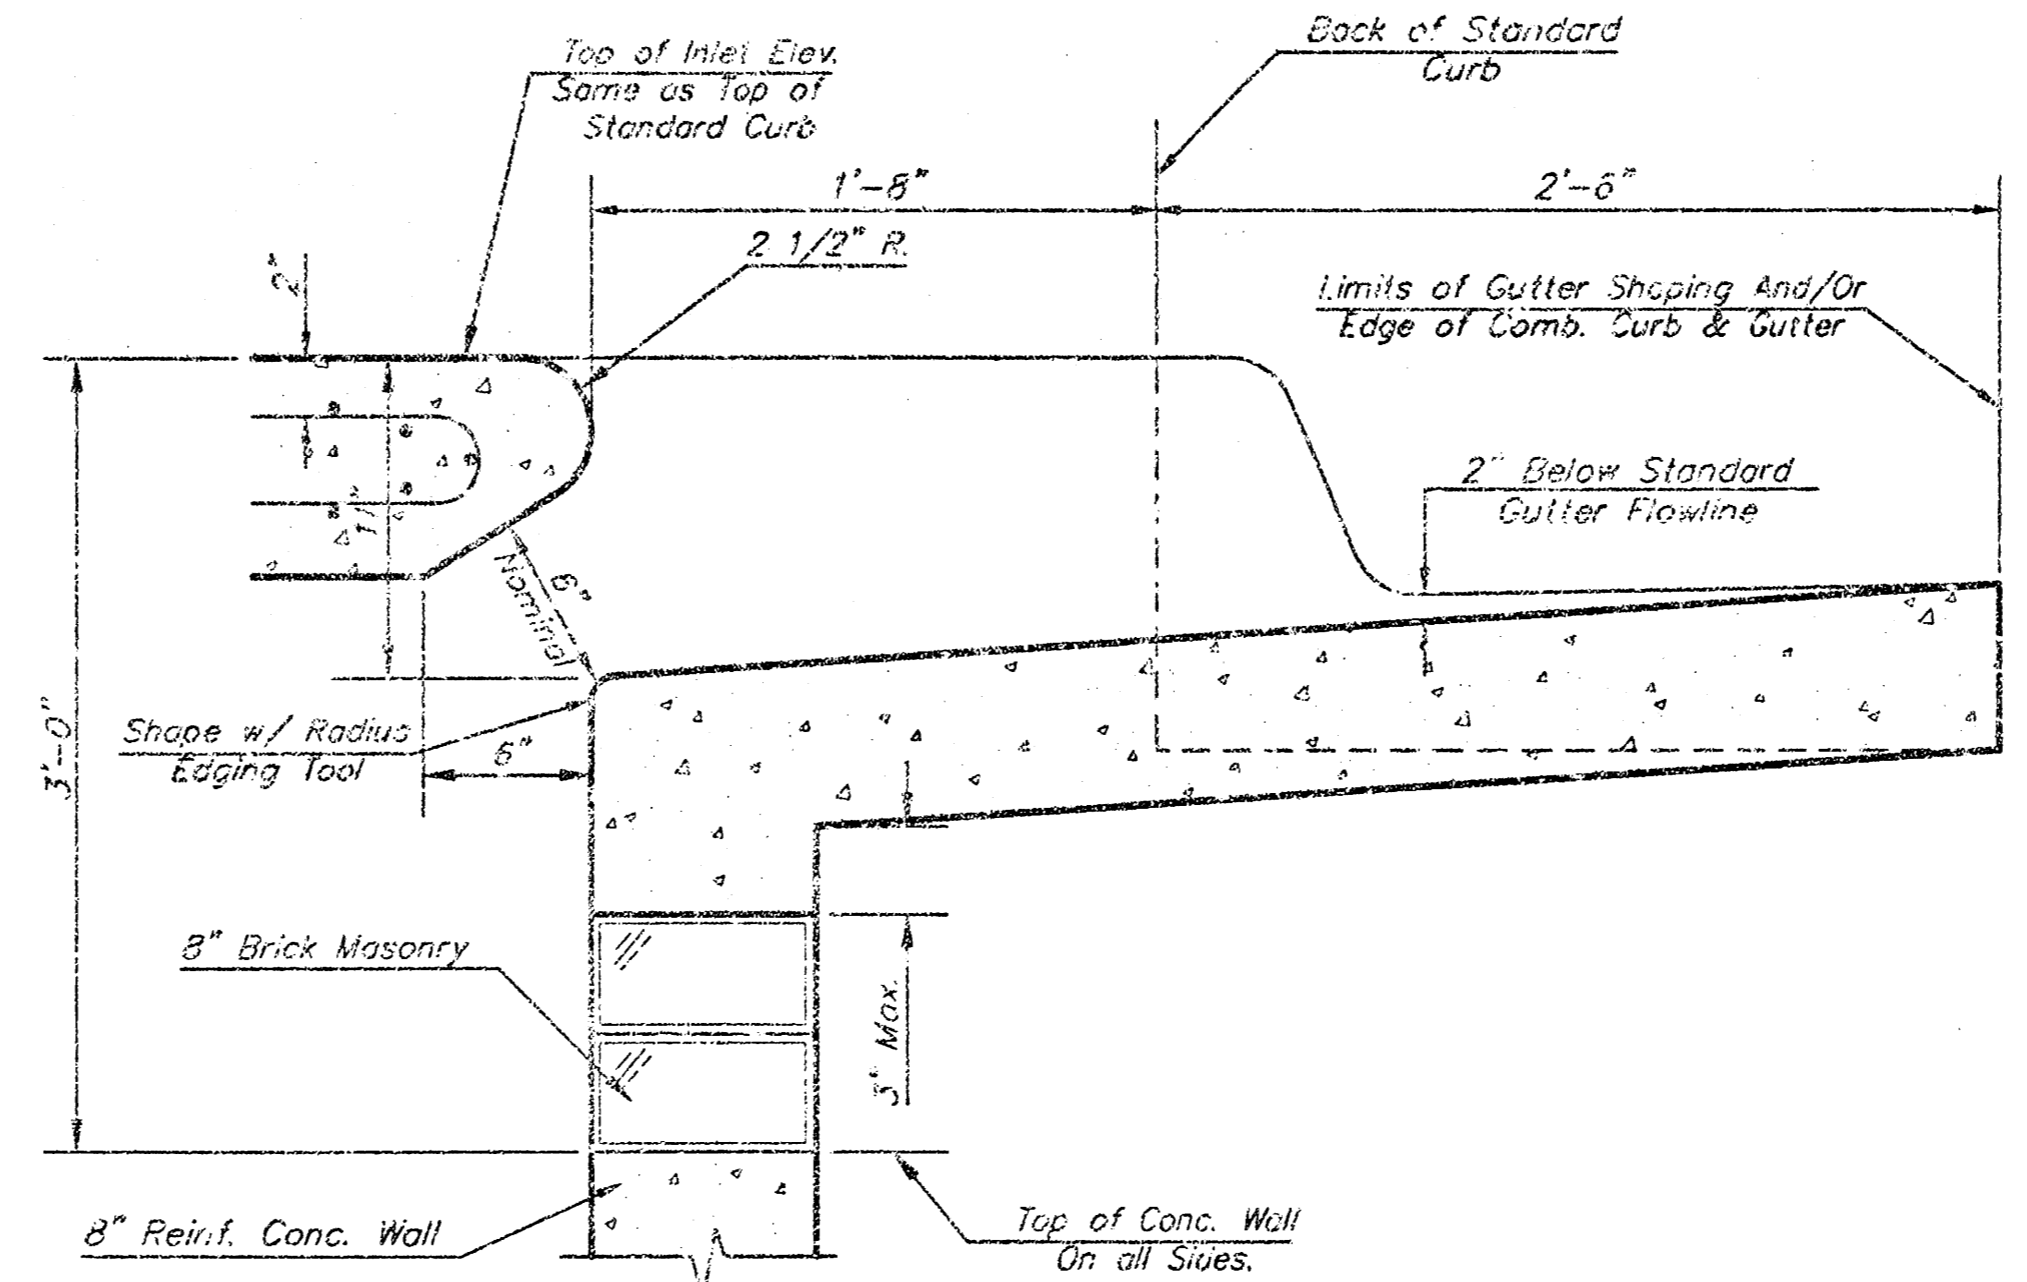 Back of Standard
Curb
Top of Inlet Elev.
Same as Top of
Standard Curb
1'-8"
2'-6"
2 1/2" R.
2"
Limits of Gutter Shaping And/Or
Edge of Comb. Curb & Gutter
2" Below Standard
Gutter Flowline
11"
6"
Nominal
3'-0"
Shape w/ Radius
Edging Tool
6"
8" Brick Masonry
3" Max.
8" Reinf. Conc. Wall
Top of Conc. Wall
On all Sides.